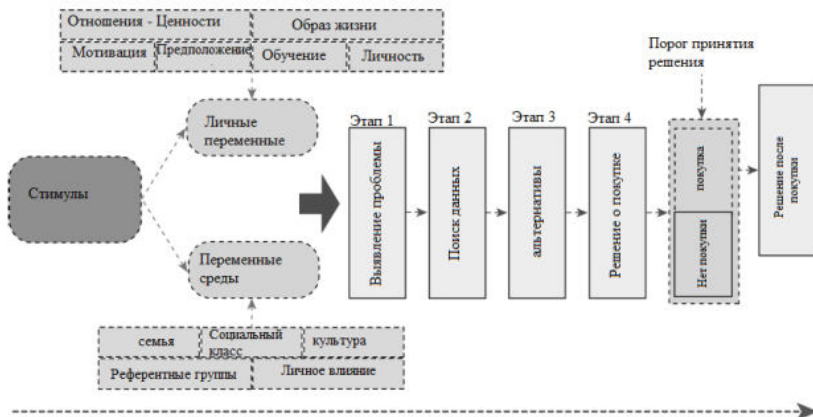 Отношения - Ценности
Образ жизни
Мотивация
Предположение
Обучение
Личность
Порог принятия
решения
Личные
переменные
Стимулы
Переменные
среды
Этап 1
Выявление проблемы
Этап 2
Поиск данных
Этап 3
альтернативы
Этап 4
Решение о покупке
покупка
Нет покупки
Решение после
покупки
семья
Социальный
класс
культура
Референтные группы
Личное влияние